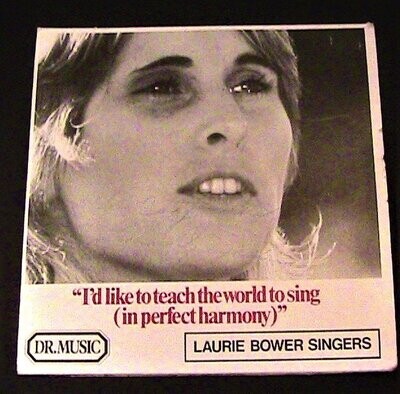 “I'd like to teach the world to sing
(in perfect harmony)”
DR. MUSIC
LAURIE BOWER SINGERS